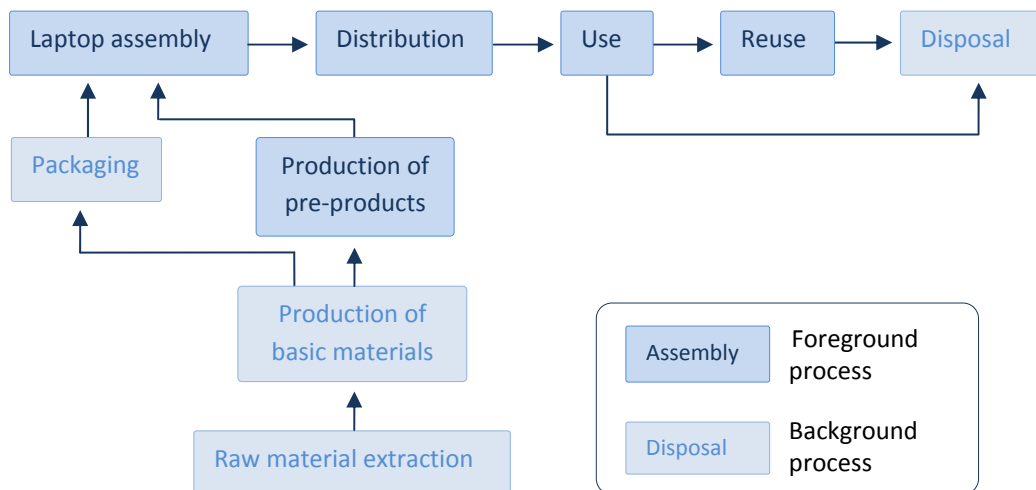 Laptop assembly
Distribution
Use
Reuse
Disposal
Packaging
Production of
pre-products
Production of
basic materials
Raw material extraction
Assembly
Foreground
process
Disposal
Background
process